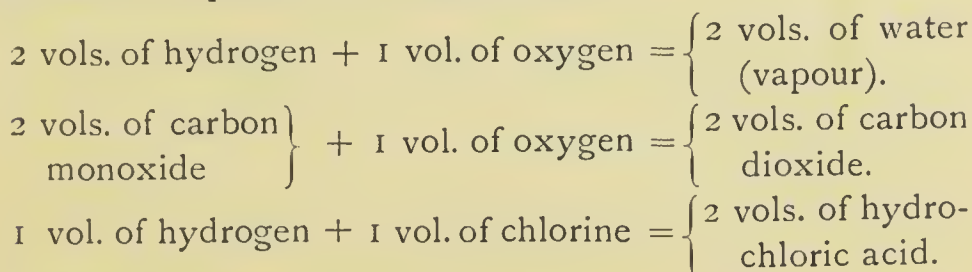 2 vols. of hydrogen + 1 vol. of oxygen = { 2 vols. of water
(vapour).
2 vols. of carbon
monoxide } + 1 vol. of oxygen = { 2 vols. of carbon
dioxide.
1 vol. of hydrogen + 1 vol. of chlorine = { 2 vols. of hydro-
chloric acid.